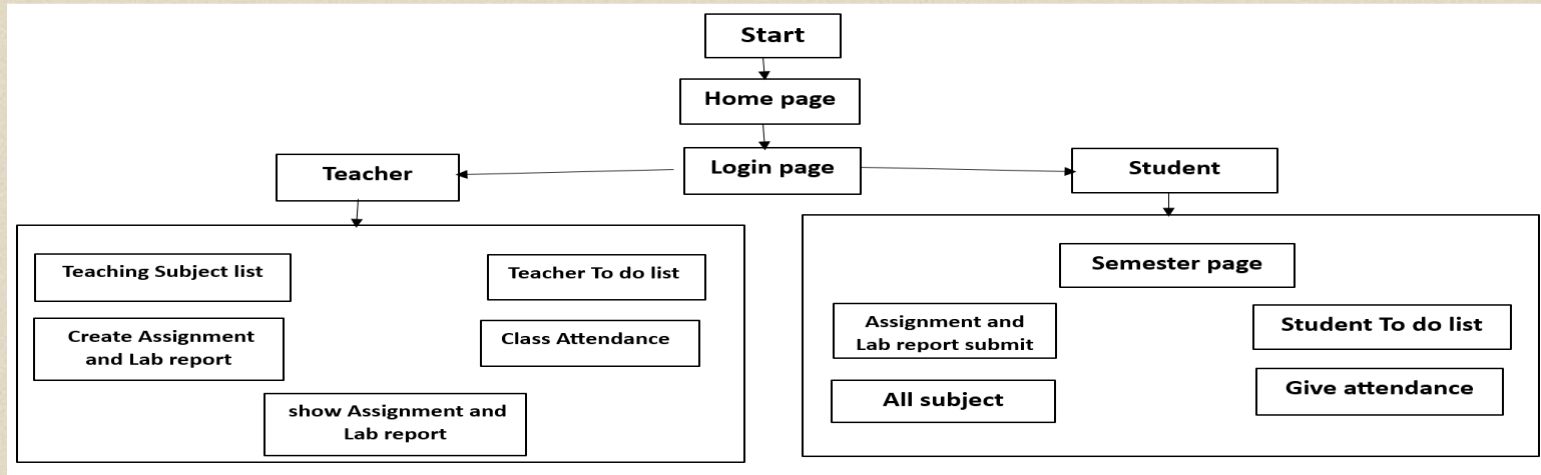 Start
Home page
Login page
Teacher
Student
Teaching Subject list
Teacher To do list
Create Assignment
and Lab report
Class Attendance
show Assignment and
Lab report
Semester page
Assignment and
Lab report submit
Student To do list
All subject
Give attendance